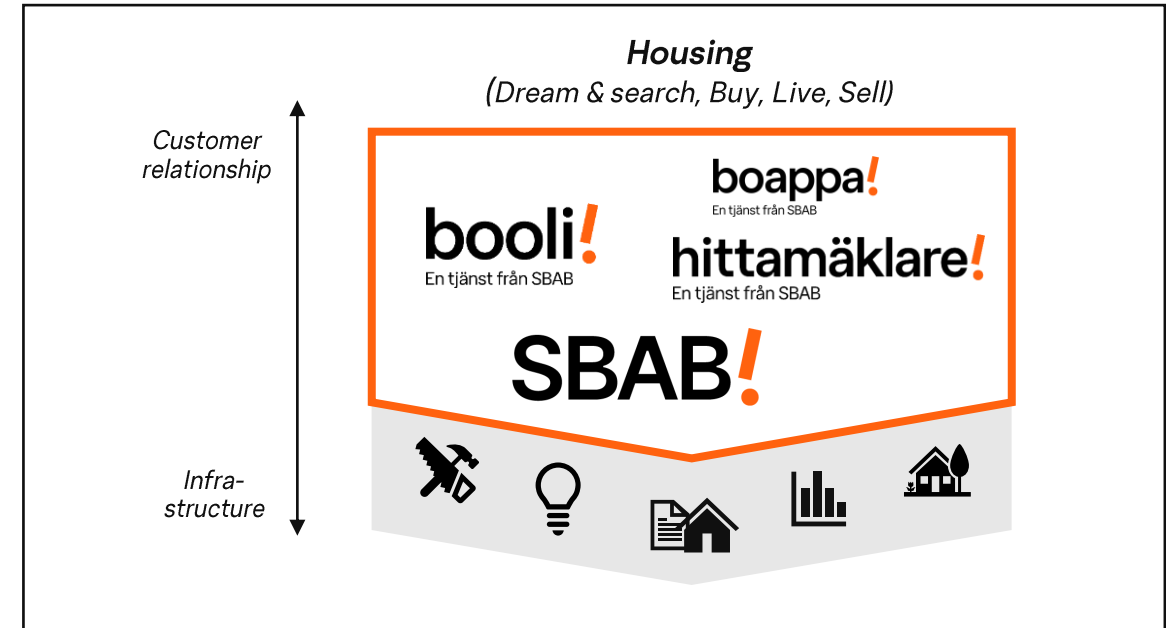 Housing
(Dream & search, Buy, Live, Sell)
Customer
relationship
boappa!
En tjänst från SBAB
booli!
En tjänst från SBAB
hittamäklare!
En tjänst från SBAB
SBAB!
Infra-
structure